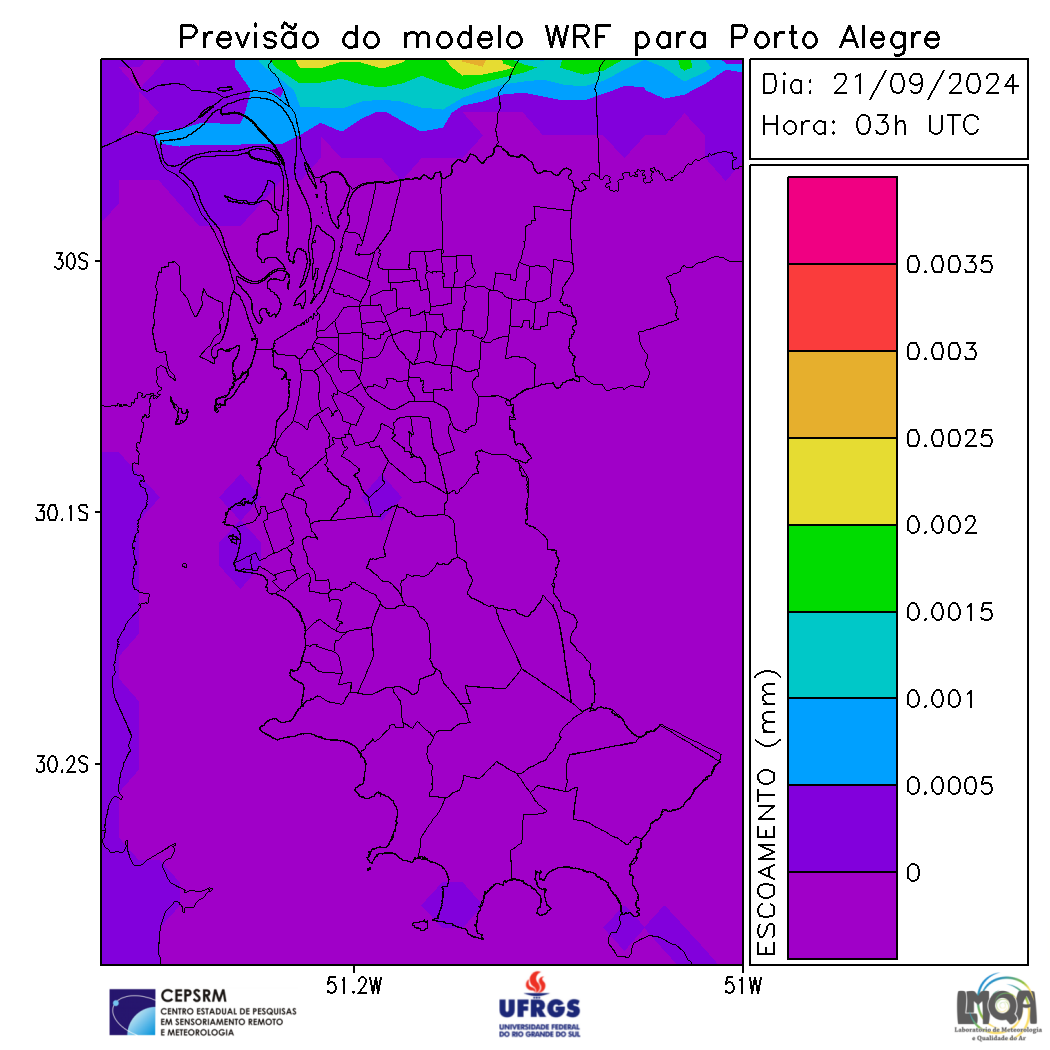 Previsão do modelo WRF para Porto Alegre
Dia: 21/09/2024
Hora: 03h UTC
30S
30.1S
30.2S
51.2W
51W
0.0035
0.003
0.0025
0.002
0.0015
0.001
0.0005
0
ESCOAMENTO (mm)
CEPSRM
CENTRO ESTADUAL DE PESQUISAS
EM SENSORIAMENTO REMOTO
E METEOROLOGIA
UFRGS
UNIVERSIDADE FEDERAL
DO RIO GRANDE DO SUL
LMQA
Laboratório de Meteorologia
e Qualidade do Ar